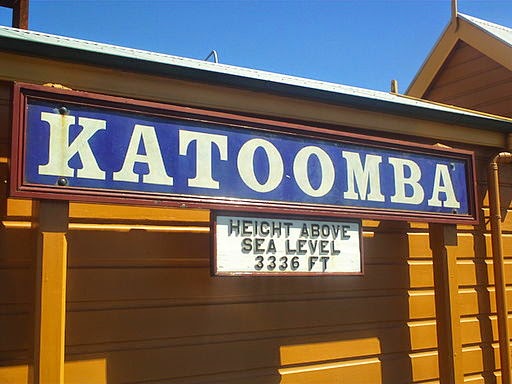 KATOOMBA
HEIGHT ABOVE
SEA LEVEL
3336 FT